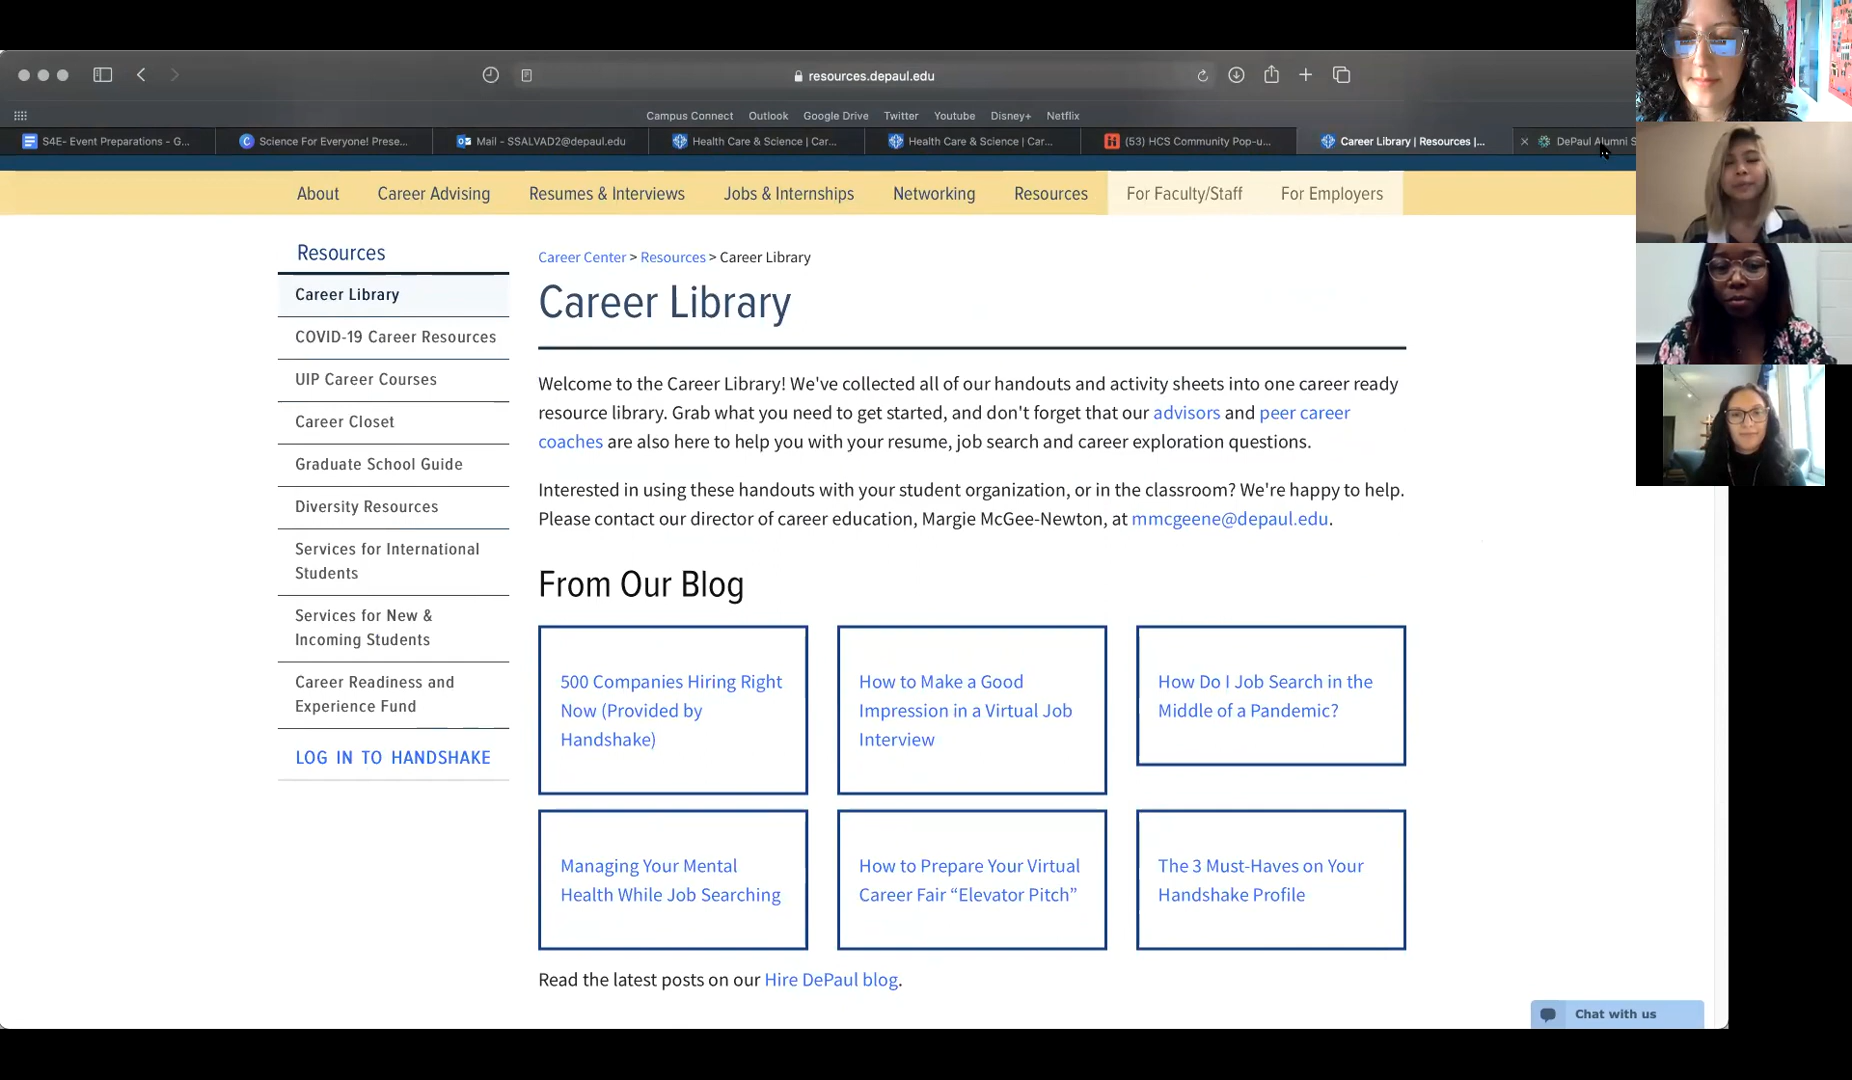 resources.depaul.edu
Campus Connect Outlook Google Drive Twitter Youtube Disney+ Netflix
S4E- Event Preparations - G... Science For Everyone! Prese... Mail - SSALVAD2@depaul.edu Health Care & Science | Car... Health Care & Science | Car... (53) HCS Community Pop-u... Career Library | Resources |... DePaul Alumni S
About Career Advising Resumes & Interviews Jobs & Internships Networking Resources For Faculty/Staff For Employers
Resources
Career Library
COVID-19 Career Resources
UIP Career Courses
Career Closet
Graduate School Guide
Diversity Resources
Services for International
Students
Services for New &
Incoming Students
Career Readiness and
Experience Fund
LOG IN TO HANDSHAKE
Career Center > Resources > Career Library
Career Library
Welcome to the Career Library! We've collected all of our handouts and activity sheets into one career ready
resource library. Grab what you need to get started, and don't forget that our advisors and peer career
coaches are also here to help you with your resume, job search and career exploration questions.
Interested in using these handouts with your student organization, or in the classroom? We're happy to help.
Please contact our director of career education, Margie McGee-Newton, at mmcgeene@depaul.edu.
From Our Blog
500 Companies Hiring Right
Now (Provided by
Handshake)
How to Make a Good
Impression in a Virtual Job
Interview
How Do I Job Search in the
Middle of a Pandemic?
Managing Your Mental
Health While Job Searching
How to Prepare Your Virtual
Career Fair “Elevator Pitch”
The 3 Must-Haves on Your
Handshake Profile
Read the latest posts on our Hire DePaul blog.
Chat with us